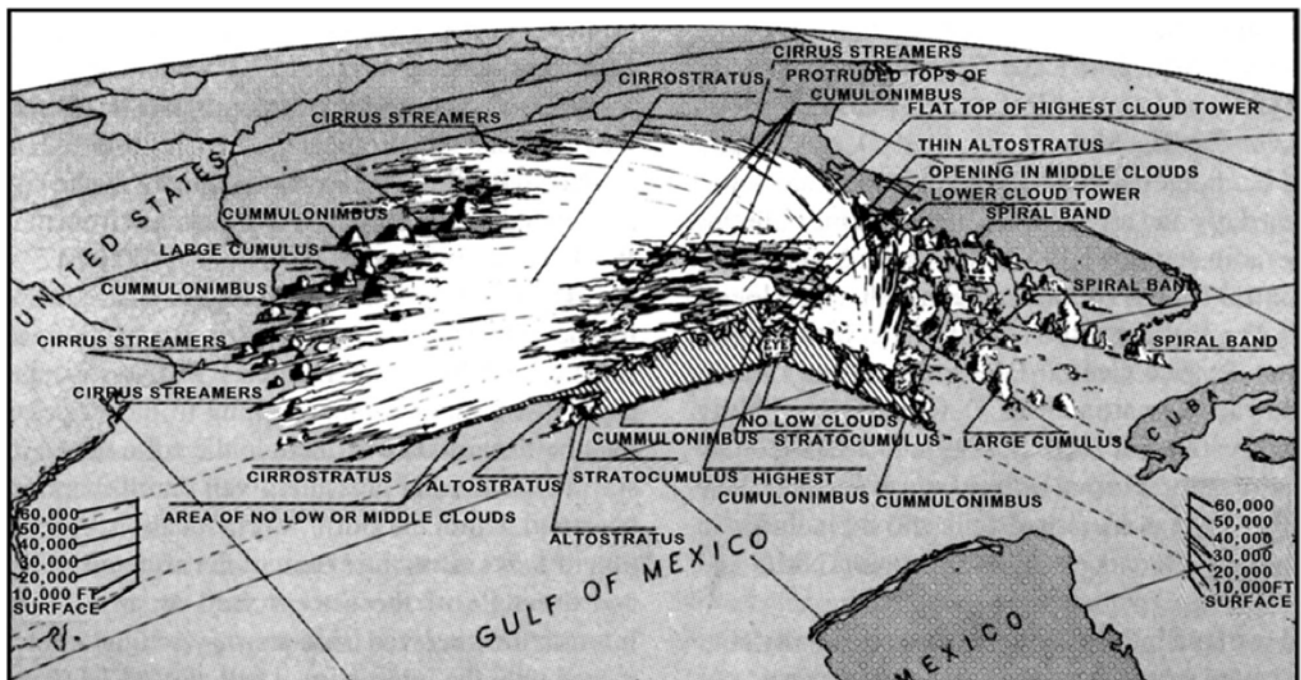 CIRRUS STREAMERS
CIRROSTRATUS
PROTRUDED TOPS OF
CUMULONIMBUS
FLAT TOP OF HIGHEST CLOUD TOWER
CIRRUS STREAMERS
THIN ALTOSTRATUS
OPENING IN MIDDLE CLOUDS
LOWER CLOUD TOWER
SPIRAL BAND
UNITED STATES
CUMMULONIMBUS
LARGE CUMULUS
CUMMULONIMBUS
SPIRAL BAND
CIRRUS STREAMERS
SPIRAL BAND
EYE
CIRRUS STREAMERS
CUBA
NO LOW CLOUDS
CUMMULONIMBUS
STRATOCUMULUS
LARGE CUMULUS
CIRROSTRATUS
ALTOSTRATUS
STRATOCUMULUS
HIGHEST
CUMULONIMBUS
CUMMULONIMBUS
AREA OF NO LOW OR MIDDLE CLOUDS
ALTOSTRATUS
GULF OF MEXICO
60,000
50,000
40,000
30,000
20,000
10,000 FT
SURFACE
60,000
50,000
40,000
30,000
20,000
10,000FT
SURFACE
MEXICO